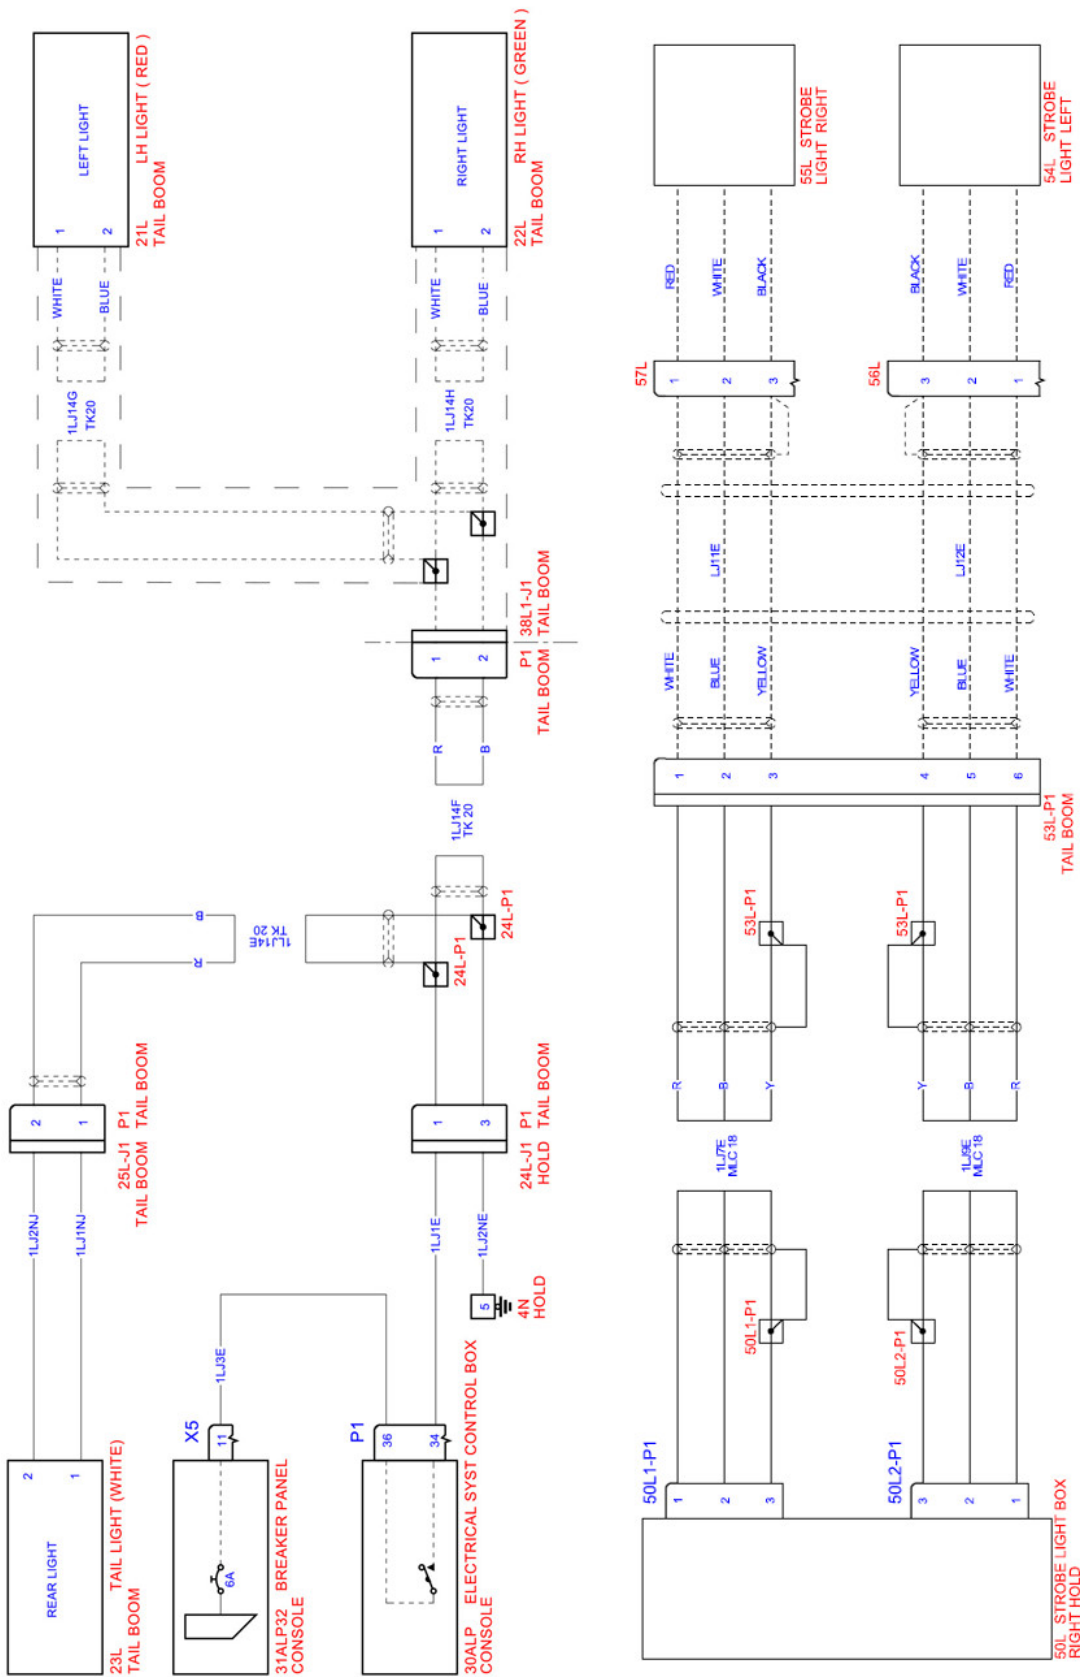 REAR LIGHT
2
1
23L TAIL LIGHT (WHITE)
TAIL BOOM
1LJ2NJ
1LJ1NJ
2
1
25L-J1 P1
TAIL BOOM TAIL BOOM
B
R
1LJ14E
TK 20
LEFT LIGHT
1
2
21L LH LIGHT ( RED )
TAIL BOOM
WHITE
BLUE
1LJ14G
TK20
6A
X5
11
31ALP32 BREAKER PANEL
CONSOLE
1LJ3E
P1
36
34
30ALP ELECTRICAL SYST CONTROL BOX
CONSOLE
1LJ1E
1LJ2NE
5
4N
HOLD
1
3
24L-J1 P1
HOLD TAIL BOOM
24L-P1
24L-P1
1LJ14F
TK 20
R
B
1
2
P1 38L1-J1
TAIL BOOM TAIL BOOM
1LJ14H
TK20
WHITE
BLUE
1
2
RIGHT LIGHT
22L RH LIGHT ( GREEN )
TAIL BOOM
50L STROBE LIGHT BOX
RIGHT HOLD
50L1-P1
1
2
3
50L1-P1
1LJ7E
MLC 18
R
B
Y
53L-P1
1
2
3
WHITE
BLUE
YELLOW
LJ11E
57L
1
2
3
RED
WHITE
BLACK
55L STROBE
LIGHT RIGHT
50L2-P1
3
2
1
50L2-P1
1LJ9E
MLC 18
Y
B
R
53L-P1
4
5
6
53L-P1
TAIL BOOM
YELLOW
BLUE
WHITE
LJ12E
56L
3
2
1
BLACK
WHITE
RED
54L STROBE
LIGHT LEFT